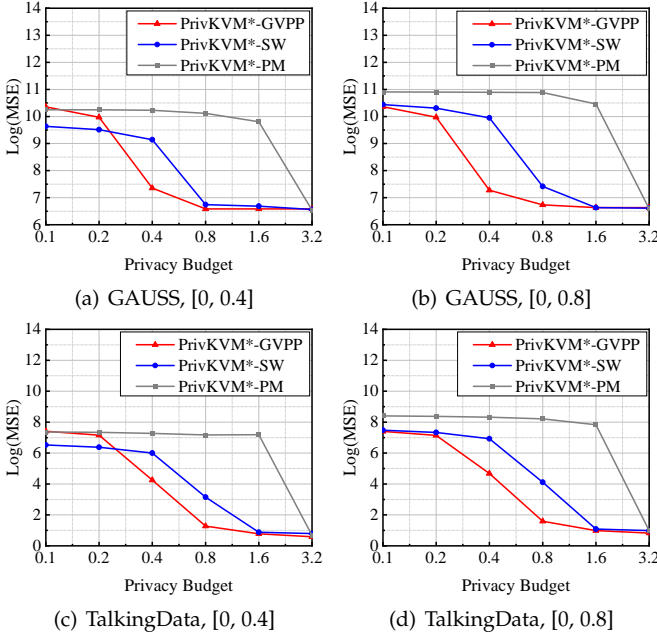 14
13
12
11
10
9
8
7
6
Log(MSE)
PrivKVM*-GVPP
PrivKVM*-SW
PrivKVM*-PM
0.1 0.2 0.4 0.8 1.6 3.2
Privacy Budget
(a) GAUSS, [0, 0.4]
14
13
12
11
10
9
8
7
6
Log(MSE)
PrivKVM*-GVPP
PrivKVM*-SW
PrivKVM*-PM
0.1 0.2 0.4 0.8 1.6 3.2
Privacy Budget
(b) GAUSS, [0, 0.8]
14
12
10
8
6
4
2
0
Log(MSE)
PrivKVM*-GVPP
PrivKVM*-SW
PrivKVM*-PM
0.1 0.2 0.4 0.8 1.6 3.2
Privacy Budget
(c) TalkingData, [0, 0.4]
14
12
10
8
6
4
2
0
Log(MSE)
PrivKVM*-GVPP
PrivKVM*-SW
PrivKVM*-PM
0.1 0.2 0.4 0.8 1.6 3.2
Privacy Budget
(d) TalkingData, [0, 0.8]